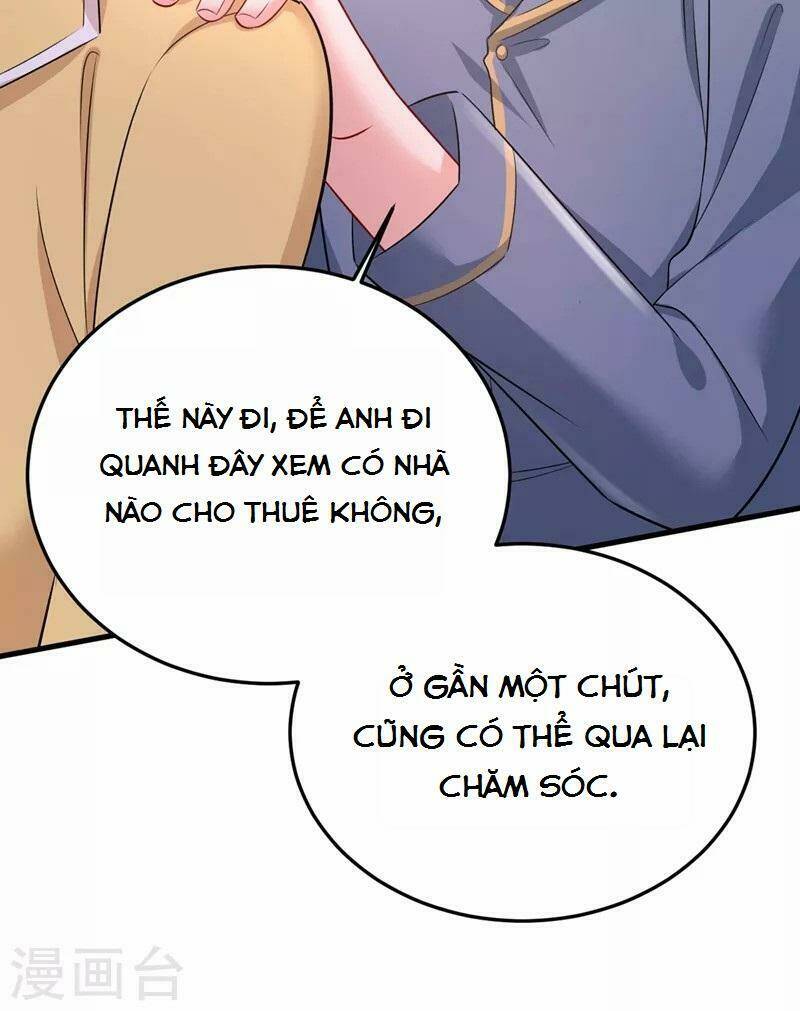 THẾ NÀY ĐI, ĐỂ ANH ĐI
QUANH ĐÂY XEM CÓ NHÀ
NÀO CHO THUÊ KHÔNG,
Ở GẦN MỘT CHÚT,
CŨNG CÓ THỂ QUA LẠI
CHĂM SÓC.
漫画台